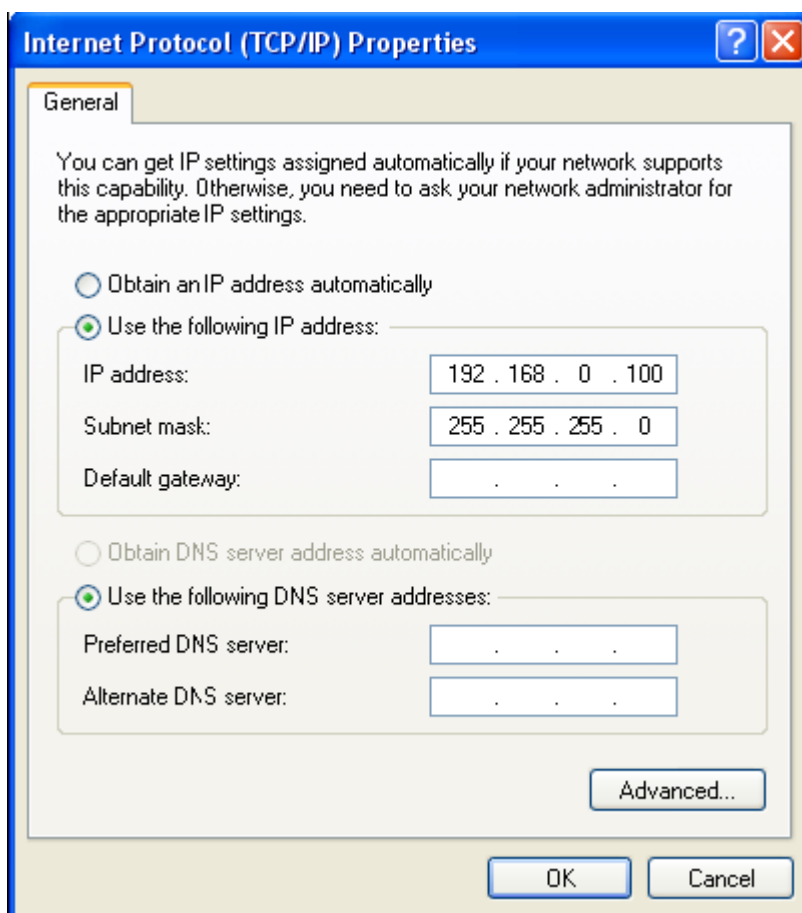 Internet Protocol (TCP/IP) Properties
General
You can get IP settings assigned automatically if your network supports
this capability. Otherwise, you need to ask your network administrator for
the appropriate IP settings.
Obtain an IP address automatically
Use the following IP address:
IP address: 192 . 168 . 0 . 100
Subnet mask: 255 . 255 . 255 . 0
Default gateway: . . .
Obtain DNS server address automatically
Use the following DNS server addresses:
Preferred DNS server: . . .
Alternate DNS server: . . .
Advanced...
OK Cancel